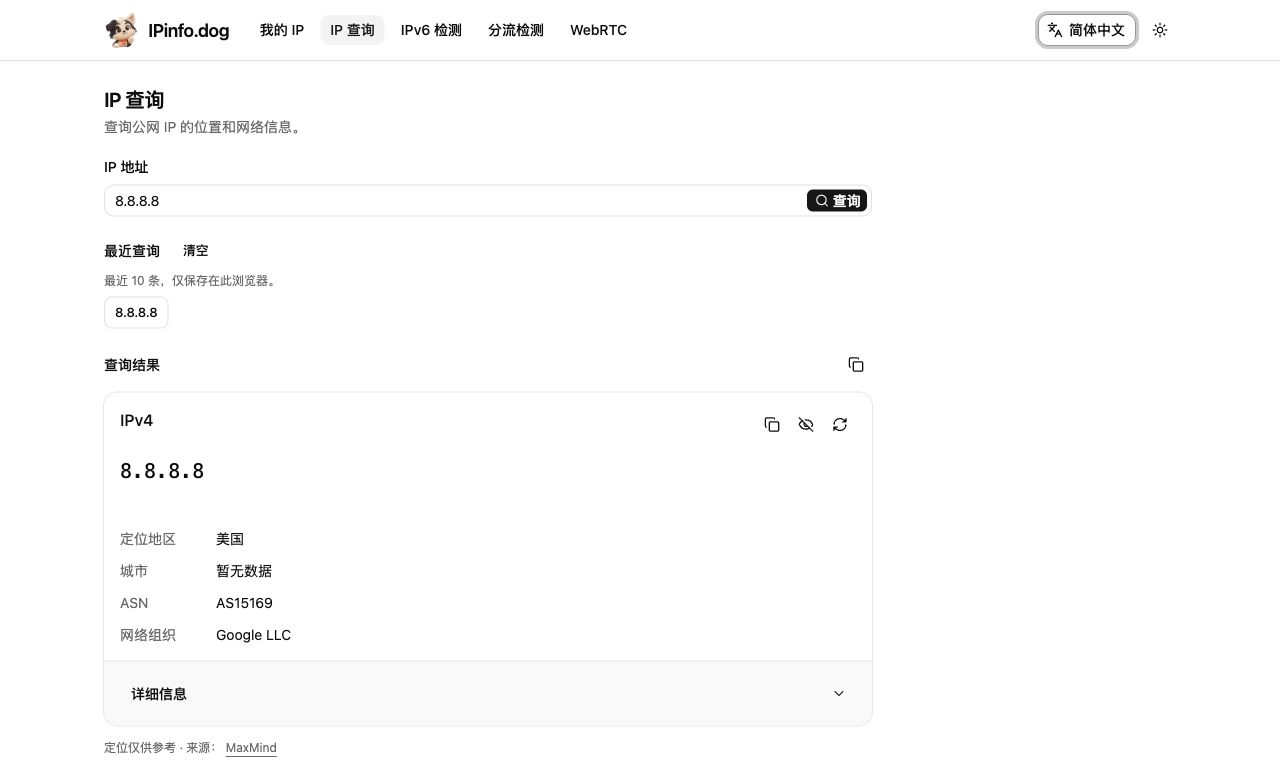 IPinfo.dog 我的 IP IP 查询 IPv6 检测 分流检测 WebRTC 简体中文
IP 查询
查询公网 IP 的位置和网络信息。
IP 地址
8.8.8.8 查询
最近查询 清空
最近 10 条，仅保存在此浏览器。
8.8.8.8
查询结果
IPv4
8.8.8.8
定位地区 美国
城市 暂无数据
ASN AS15169
网络组织 Google LLC
详细信息
定位仅供参考 · 来源： MaxMind